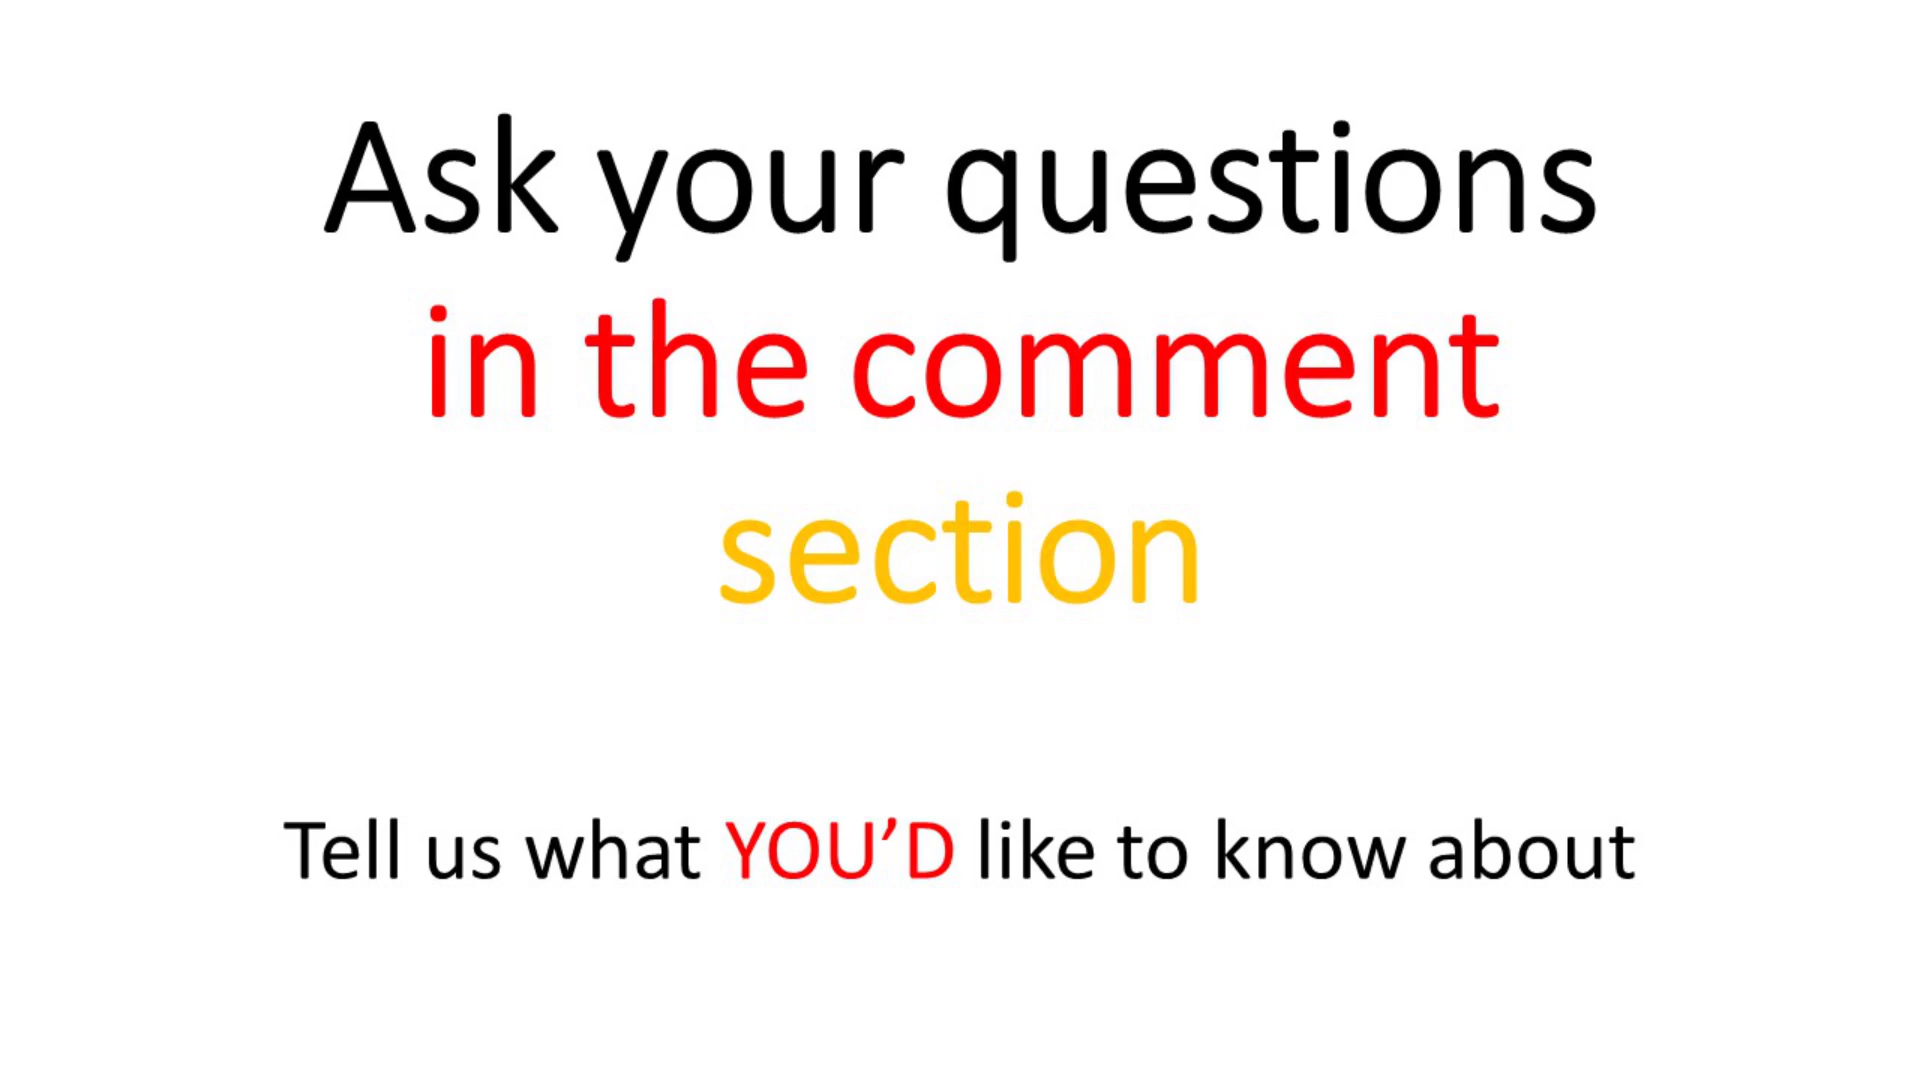 Ask your questions
in the comment
section
Tell us what YOU’D like to know about